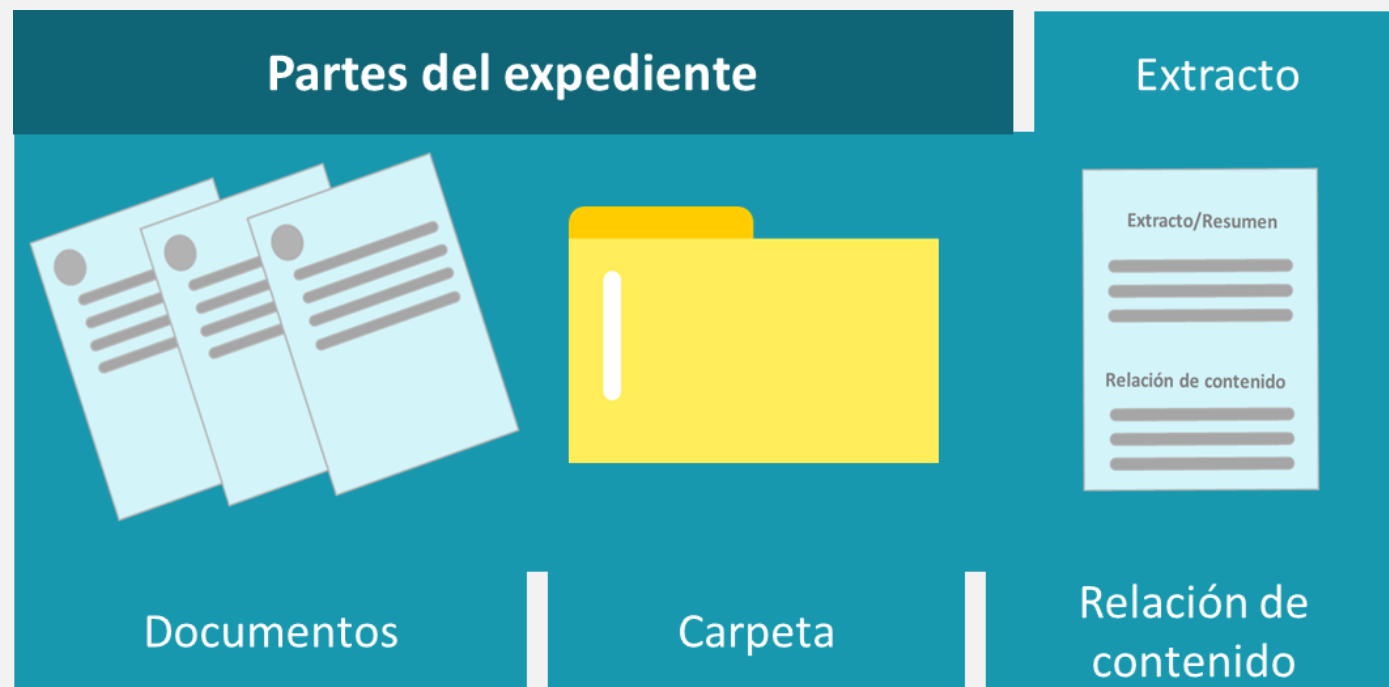 Partes del expediente
Extracto
Extracto/Resumen
Relación de contenido
Documentos
Carpeta
Relación de
contenido